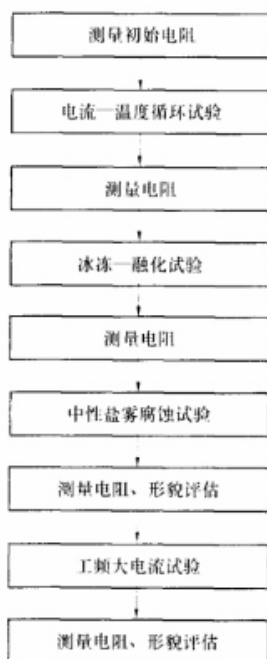 测量初始电阻
电流—温度循环试验
测量电阻
冰冻—融化试验
测量电阻
中性盐雾腐蚀试验
测量电阻、形貌评估
工频大电流试验
测量电阻、形貌评估